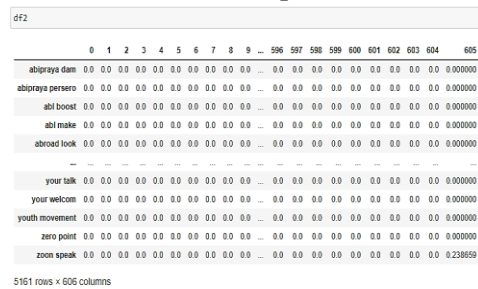 df2
0 1 2 3 4 5 6 7 8 9 ... 596 597 598 599 600 601 602 603 604 605
abipraya dam 0.0 0.0 0.0 0.0 0.0 0.0 0.0 0.0 0.0 0.0 ... 0.0 0.0 0.0 0.0 0.0 0.0 0.0 0.0 0.0 0.000000
abipraya persero 0.0 0.0 0.0 0.0 0.0 0.0 0.0 0.0 0.0 0.0 ... 0.0 0.0 0.0 0.0 0.0 0.0 0.0 0.0 0.0 0.000000
abl boost 0.0 0.0 0.0 0.0 0.0 0.0 0.0 0.0 0.0 0.0 ... 0.0 0.0 0.0 0.0 0.0 0.0 0.0 0.0 0.0 0.000000
abl make 0.0 0.0 0.0 0.0 0.0 0.0 0.0 0.0 0.0 0.0 ... 0.0 0.0 0.0 0.0 0.0 0.0 0.0 0.0 0.0 0.000000
abroad look 0.0 0.0 0.0 0.0 0.0 0.0 0.0 0.0 0.0 0.0 ... 0.0 0.0 0.0 0.0 0.0 0.0 0.0 0.0 0.0 0.000000
... ... ... ... ... ... ... ... ... ... ... ... ... ... ... ... ... ... ... ... ... ...
your talk 0.0 0.0 0.0 0.0 0.0 0.0 0.0 0.0 0.0 0.0 ... 0.0 0.0 0.0 0.0 0.0 0.0 0.0 0.0 0.0 0.000000
your welcom 0.0 0.0 0.0 0.0 0.0 0.0 0.0 0.0 0.0 0.0 ... 0.0 0.0 0.0 0.0 0.0 0.0 0.0 0.0 0.0 0.000000
youth movement 0.0 0.0 0.0 0.0 0.0 0.0 0.0 0.0 0.0 0.0 ... 0.0 0.0 0.0 0.0 0.0 0.0 0.0 0.0 0.0 0.000000
zero point 0.0 0.0 0.0 0.0 0.0 0.0 0.0 0.0 0.0 0.0 ... 0.0 0.0 0.0 0.0 0.0 0.0 0.0 0.0 0.0 0.000000
zoon speak 0.0 0.0 0.0 0.0 0.0 0.0 0.0 0.0 0.0 0.0 ... 0.0 0.0 0.0 0.0 0.0 0.0 0.0 0.0 0.0 0.238659
5161 rows × 606 columns